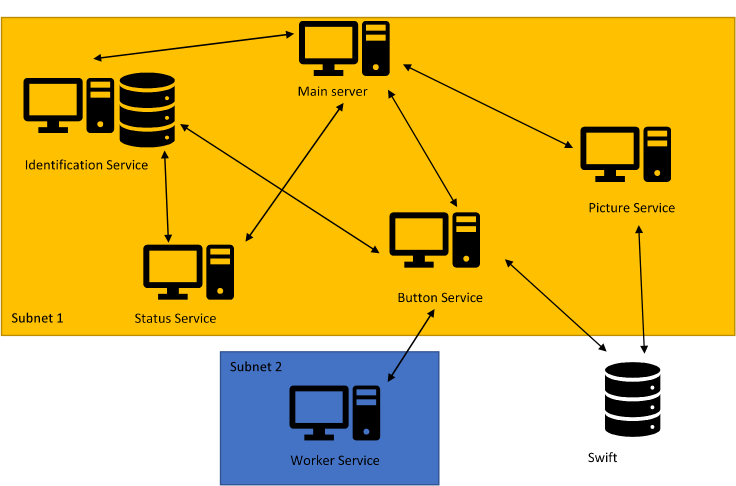 Main server
Identification Service
Picture Service
Button Service
Status Service
Subnet 1
Subnet 2
Worker Service
Swift